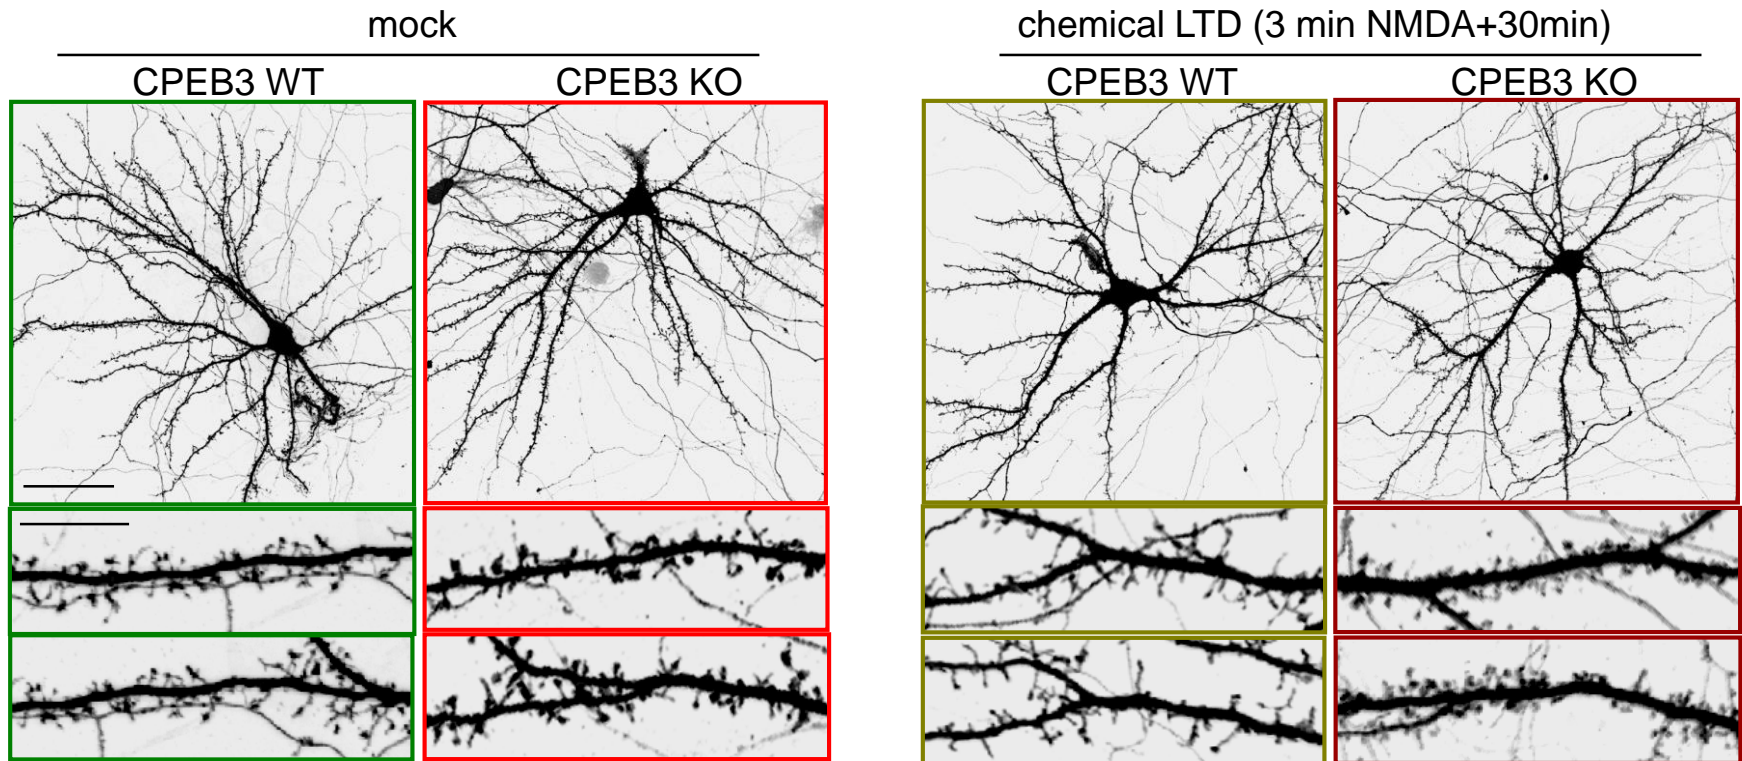 mock
chemical LTD (3 min NMDA+30min)
CPEB3 WT
CPEB3 KO
CPEB3 WT
CPEB3 KO